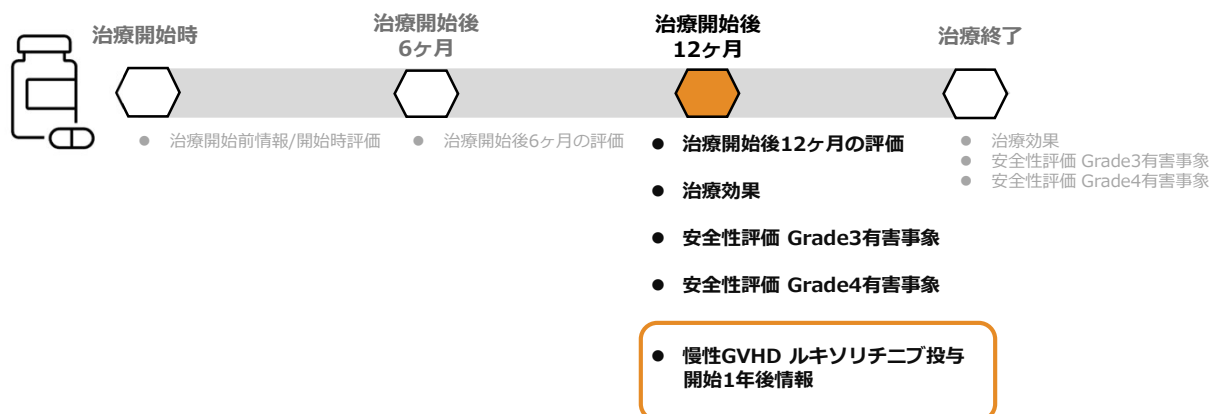 治療開始時
治療開始後
6ヶ月
治療開始後
12ヶ月
治療終了
● 治療開始前情報/開始時評価
● 治療開始後6ヶ月の評価
● 治療開始後12ヶ月の評価
● 治療効果
● 安全性評価 Grade3有害事象
● 安全性評価 Grade4有害事象
● 慢性GVHD ルキソリチニブ投与
開始1年後情報
● 治療効果
● 安全性評価 Grade3有害事象
● 安全性評価 Grade4有害事象